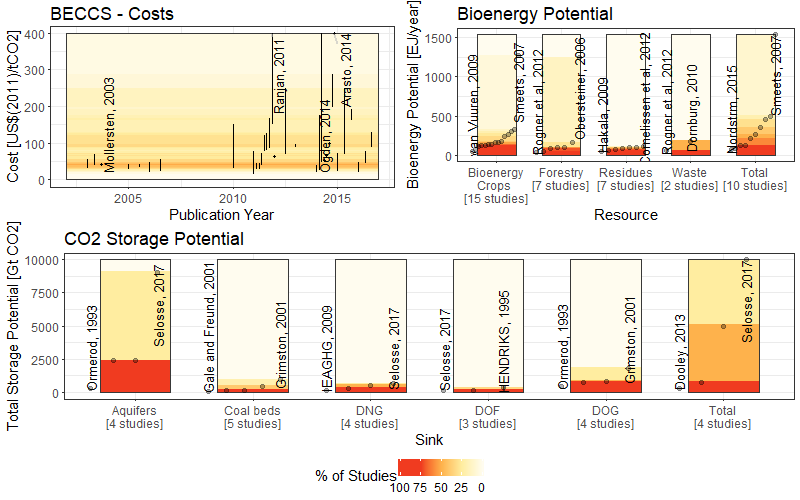 BECCS - Costs
Cost [US$(2011)/tCO2]
400
300
200
100
0
Mollersten, 2003
Ranjan, 2011
Ogden, 2014
Arasto, 2014
2005
2010
2015
Publication Year
Bioenergy Potential
Bioenergy Potential [EJ/year]
1500
1000
500
0
van Vuuren, 2009
Smeets, 2007
Rogner et al, 2012
Obersteiner, 2006
Hakala, 2009
Cornelissen et al, 2012
Rogner et al, 2012
Dornburg, 2010
Nordstrm, 2015
Smeets, 2007
Bioenergy Crops [15 studies]
Forestry [7 studies]
Residues [7 studies]
Waste [2 studies]
Total [10 studies]
Resource
CO2 Storage Potential
Total Storage Potential [Gt CO2]
10000
7500
5000
2500
0
Ormerod, 1993
Selosse, 2017
Gale and Freund, 2001
Grimston, 2001
IEAGHG, 2009
Selosse, 2017
Selosse, 2017
HENDRIKS, 1995
Ormerod, 1993
Grimston, 2001
Dooley, 2013
Selosse, 2017
Aquifers [4 studies]
Coal beds [5 studies]
DNG [4 studies]
DOF [3 studies]
DOG [4 studies]
Total [4 studies]
Sink
% of Studies
100 75 50 25 0